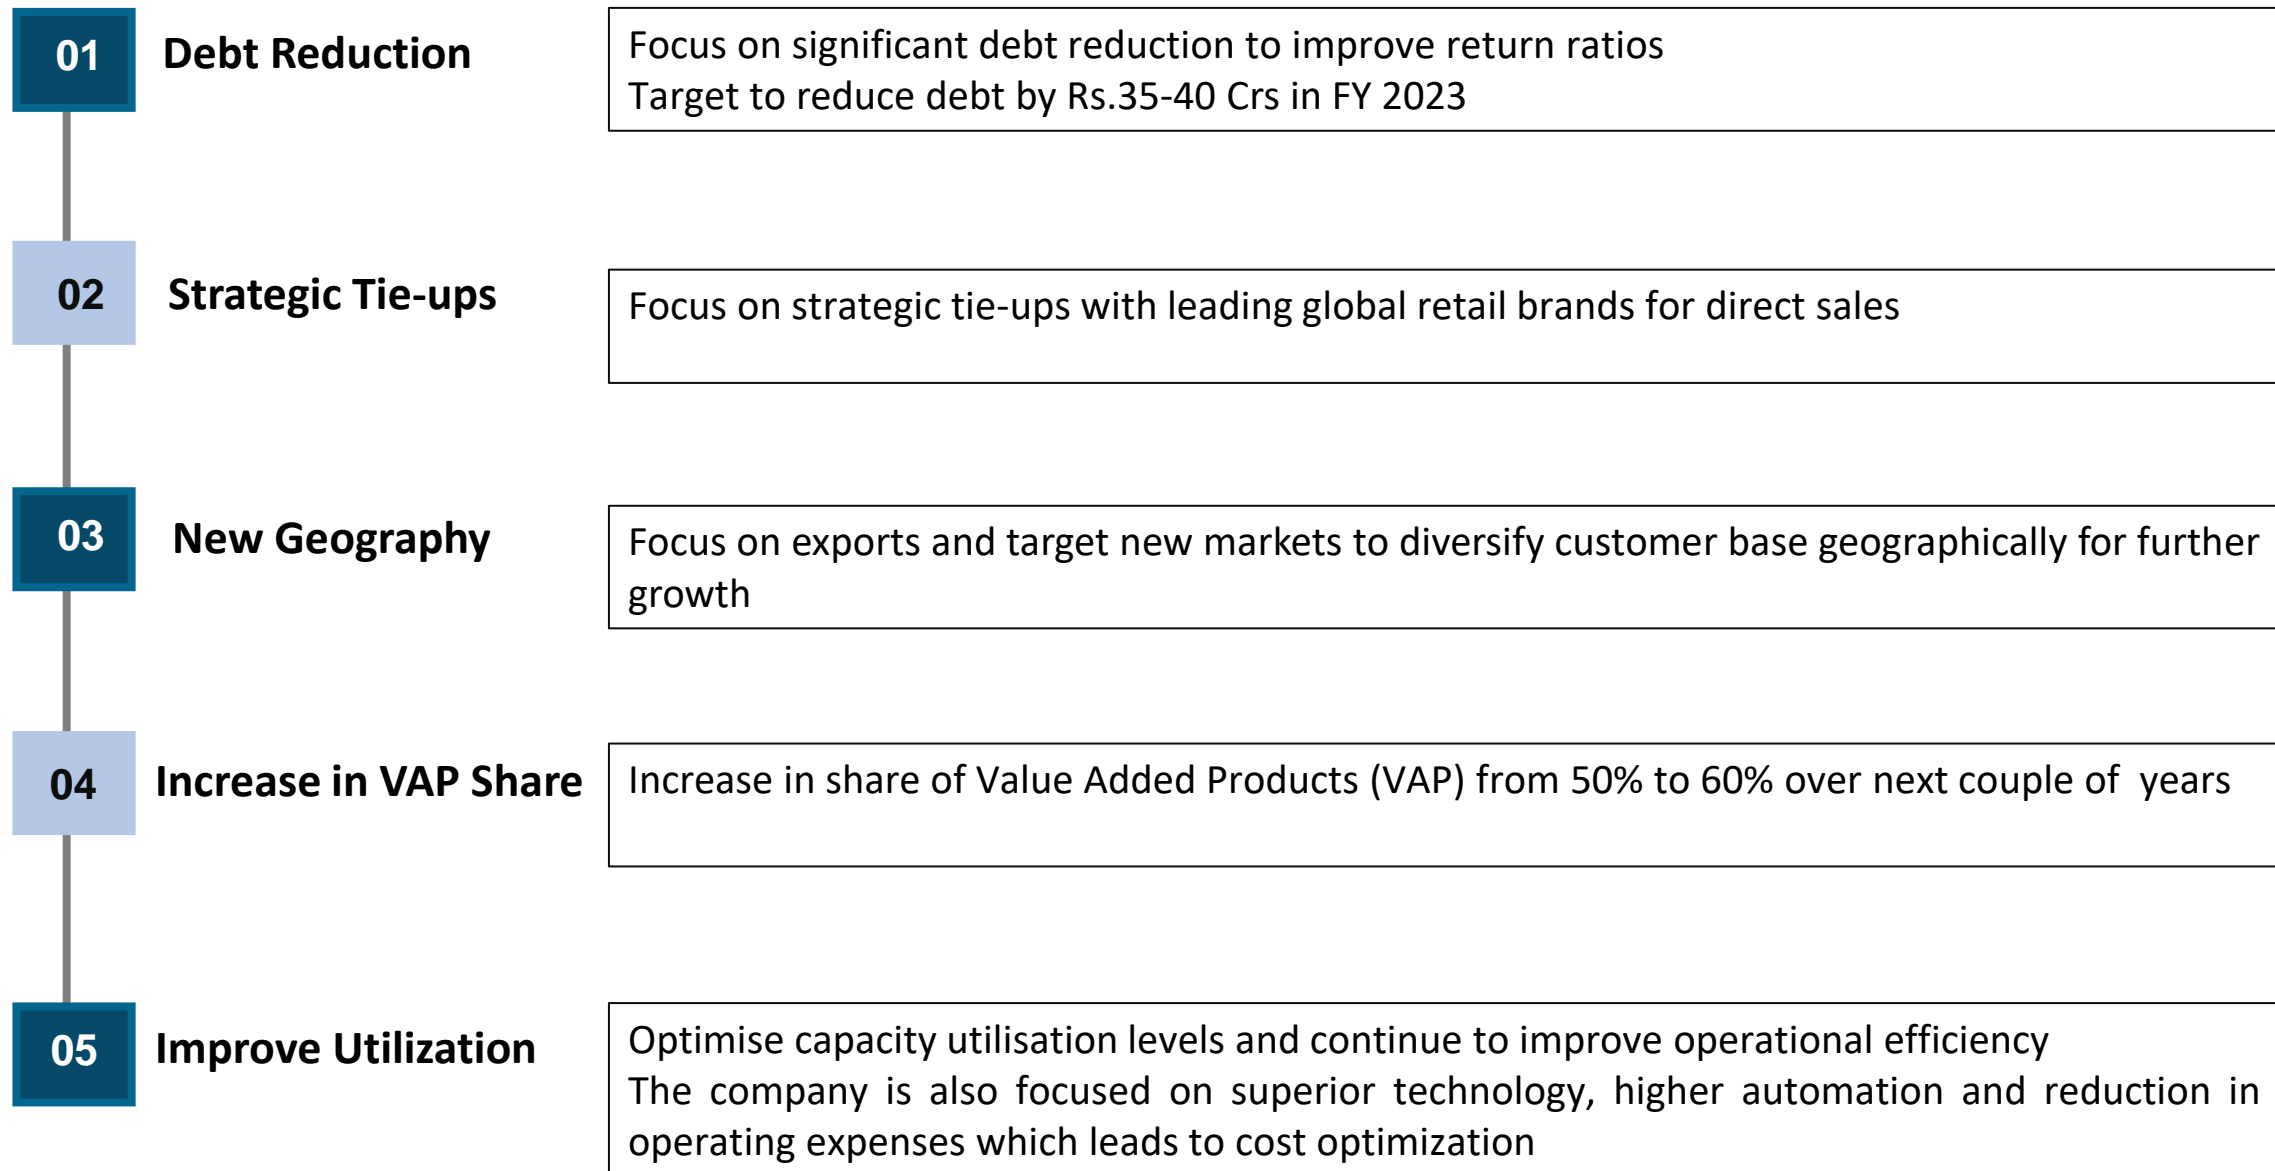 01
Debt Reduction
Focus on significant debt reduction to improve return ratios
Target to reduce debt by Rs.35-40 Crs in FY 2023
02
Strategic Tie-ups
Focus on strategic tie-ups with leading global retail brands for direct sales
03
New Geography
Focus on exports and target new markets to diversify customer base geographically for further
growth
04
Increase in VAP Share
Increase in share of Value Added Products (VAP) from 50% to 60% over next couple of  years
05
Improve Utilization
Optimise capacity utilisation levels and continue to improve operational efficiency
The company is also focused on superior technology, higher automation and reduction in
operating expenses which leads to cost optimization